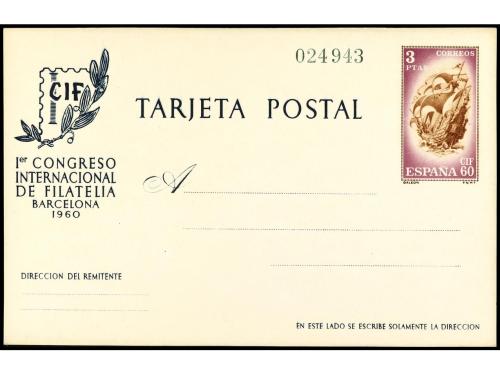 024943
3 CORREOS
PTAS
CIF
TARJETA POSTAL
CIF
ESPAÑA 60
GALEON F.N.M.T
1er CONGRESO
INTERNACIONAL
DE FILATELIA
BARCELONA
1960
A
DIRECCION DEL REMITENTE
EN ESTE LADO SE ESCRIBE SOLAMENTE LA DIRECCION